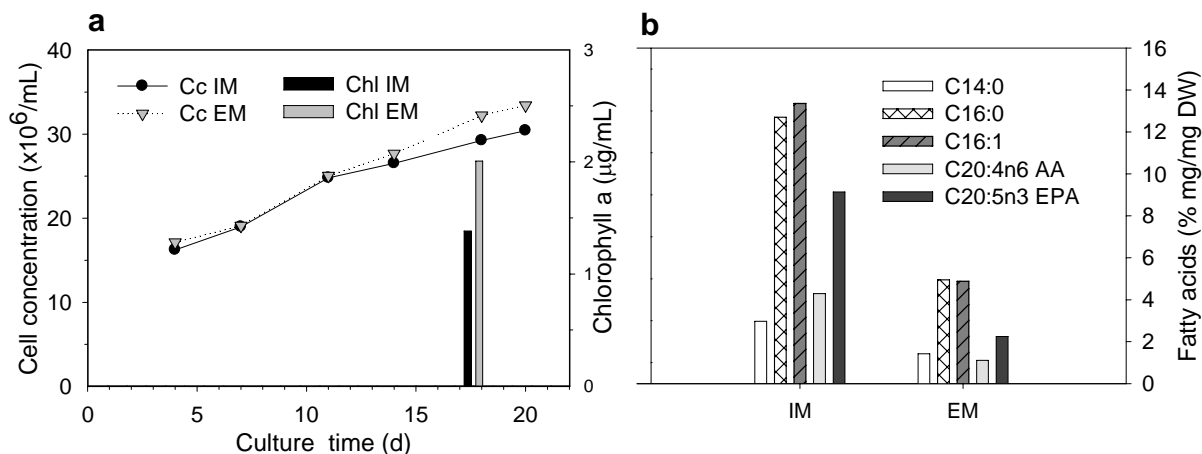 a
Cell concentration (x10⁶/mL)
40
30
20
10
0
Cc IM
Cc EM
Chl IM
Chl EM
3
2
1
0
Chlorophyll a (µg/mL)
0 5 10 15 20
Culture time (d)
b
C14:0
C16:0
C16:1
C20:4n6 AA
C20:5n3 EPA
16
14
12
10
8
6
4
2
0
Fatty acids (% mg/mg DW)
IM EM